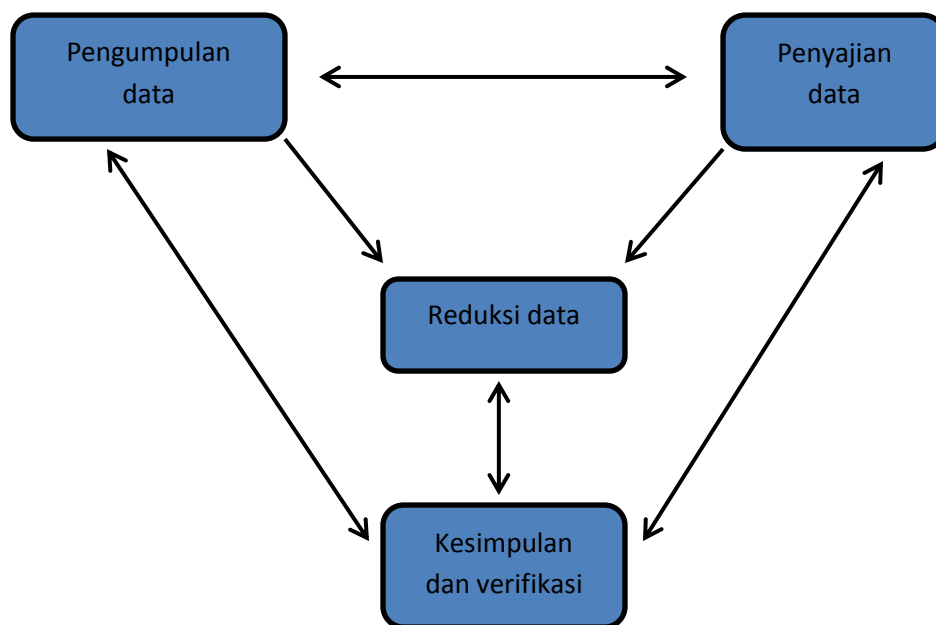 Pengumpulan
data
Penyajian
data
Reduksi data
Kesimpulan
dan verifikasi